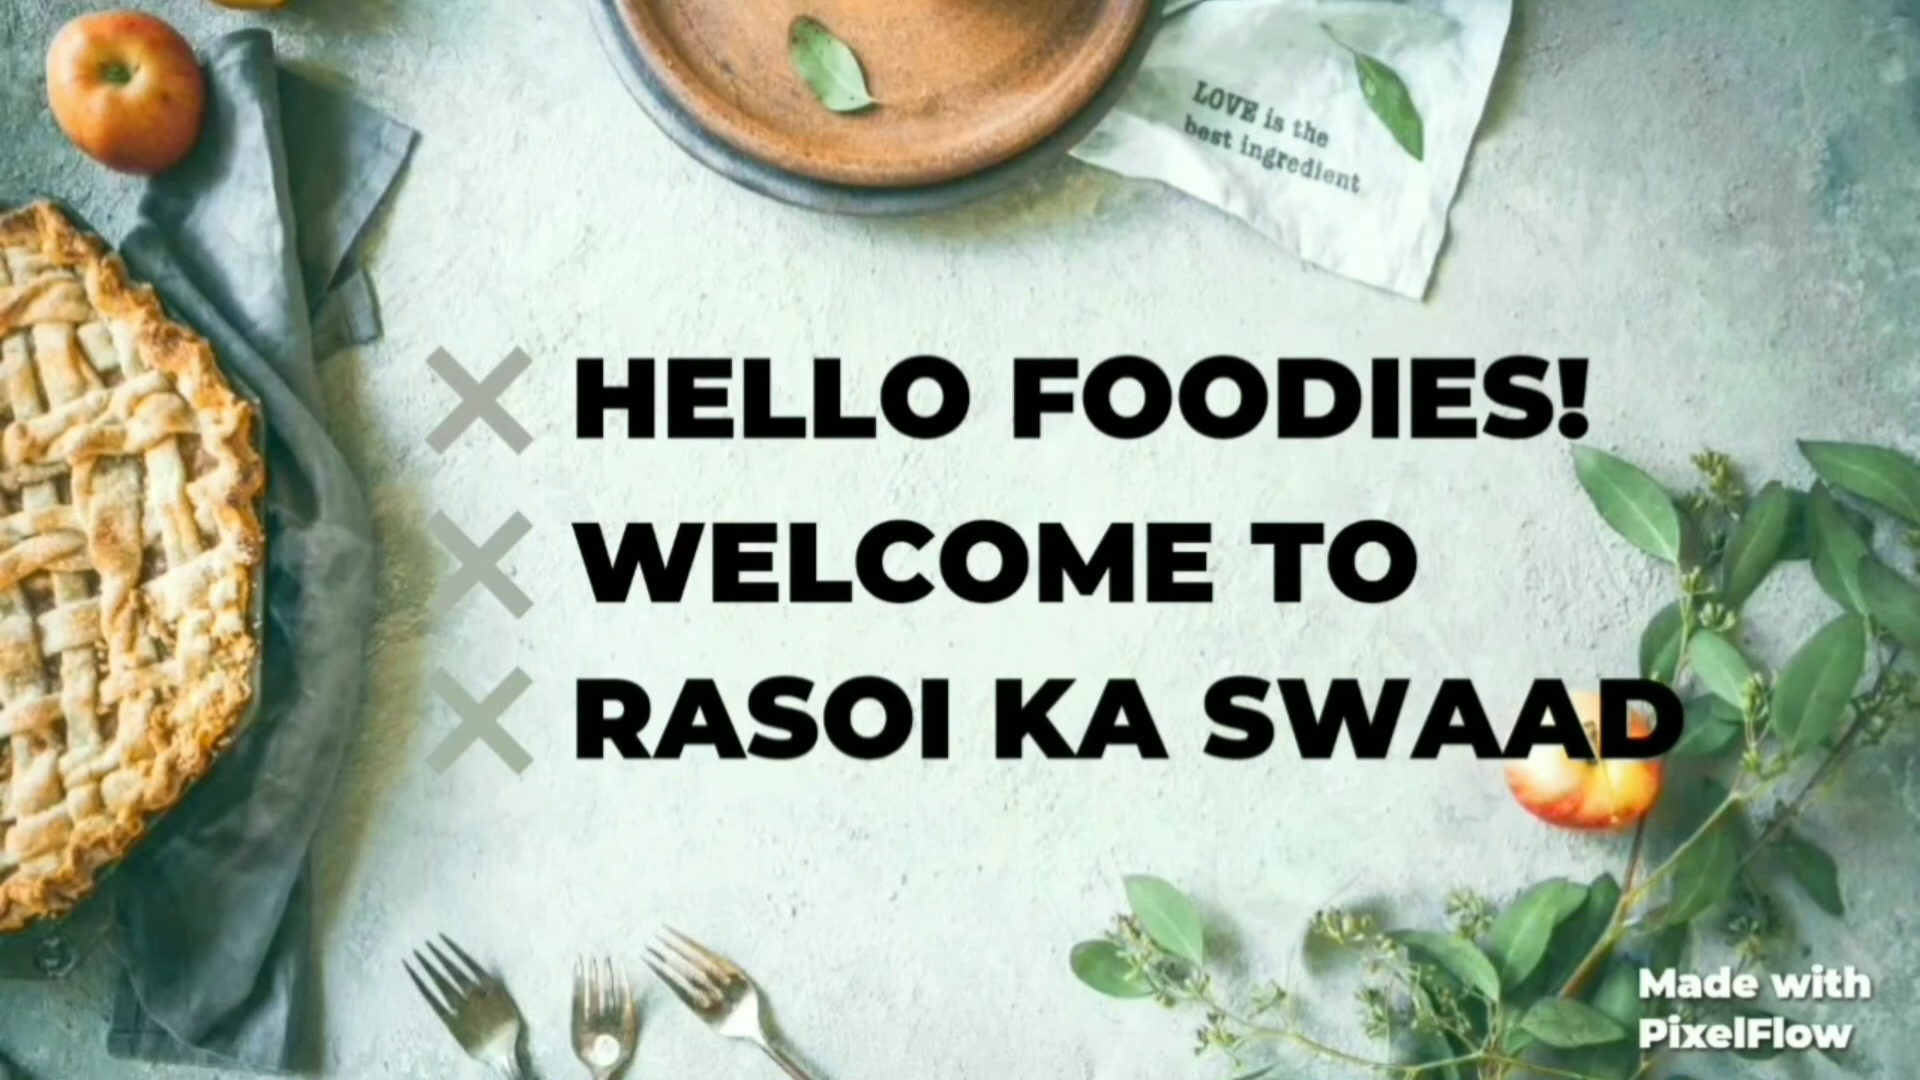 LOVE is the
best ingredient
HELLO FOODIES!
WELCOME TO
RASOI KA SWAAD
Made with
PixelFlow